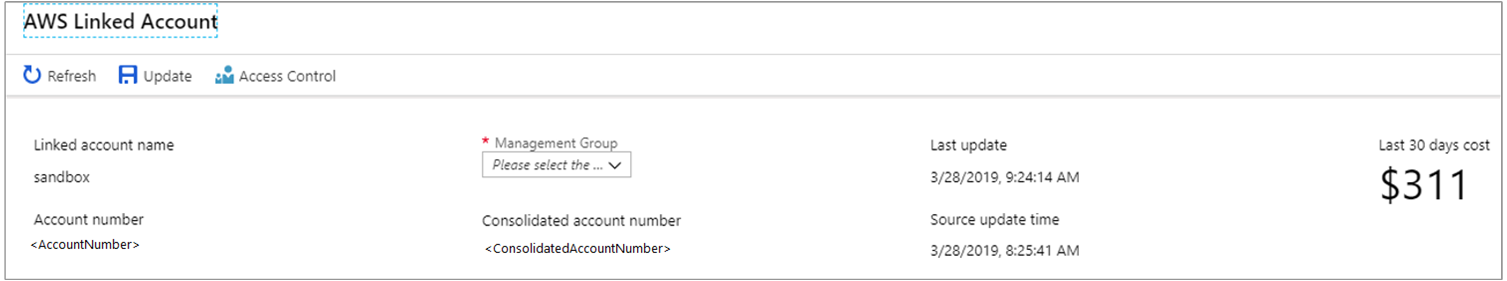 AWS Linked Account
Refresh Update Access Control
Linked account name
sandbox
Account number
<AccountNumber>
* Management Group
Please select the ...
Consolidated account number
<ConsolidatedAccountNumber>
Last update
3/28/2019, 9:24:14 AM
Source update time
3/28/2019, 8:25:41 AM
Last 30 days cost
$311